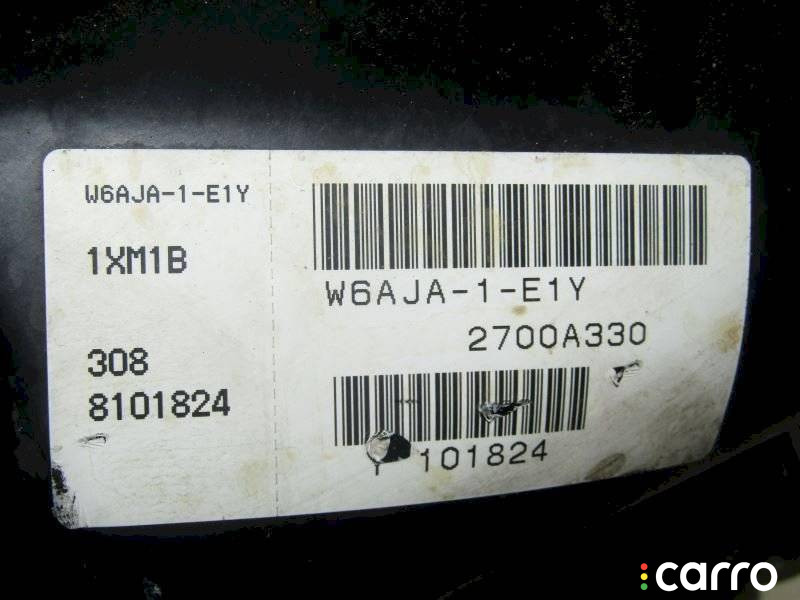 W6AJA-1-E1Y
1XM1B
308
8101824
W6AJA-1-E1Y
2700A330
101824
carro